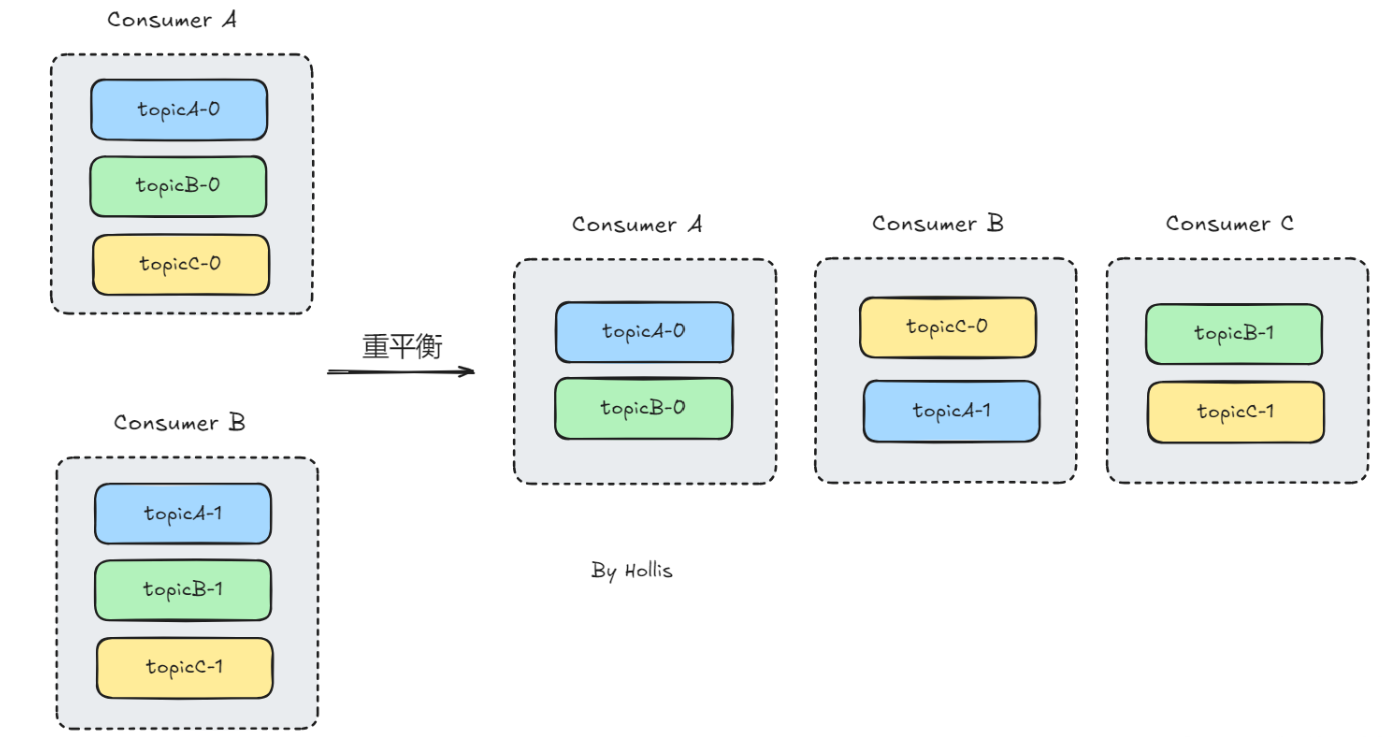 Consumer A
topicA-0
topicB-0
topicC-0
Consumer B
topicA-1
topicB-1
topicC-1
重平衡
Consumer A
topicA-0
topicB-0
Consumer B
topicC-0
topicA-1
Consumer C
topicB-1
topicC-1
By Hollis